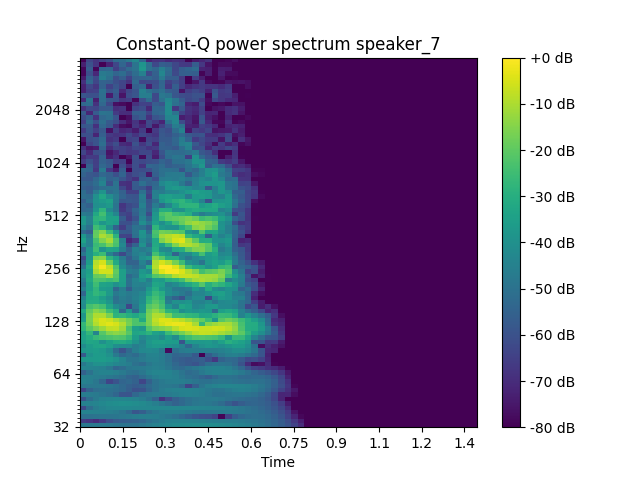 Constant-Q power spectrum speaker_7
Hz
2048
1024
512
256
128
64
32
0 0.15 0.3 0.45 0.6 0.75 0.9 1.1 1.2 1.4
Time
+0 dB
-10 dB
-20 dB
-30 dB
-40 dB
-50 dB
-60 dB
-70 dB
-80 dB